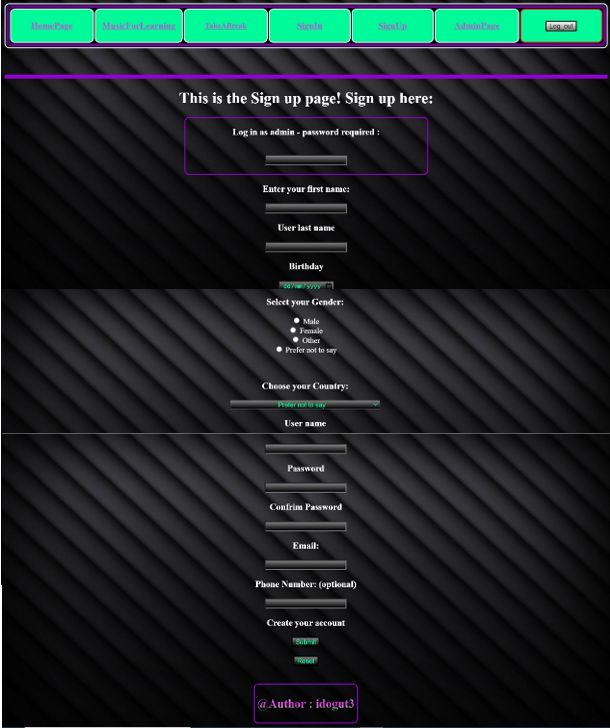 HomePage MusicForLearning TakeABreak SignIn SignUp AdminPage Log out
This is the Sign up page! Sign up here:
Log in as admin - password required :
Enter your first name:
User last name
Birthday
dd/mm/yyyy
Select your Gender:
Male
Female
Other
Prefer not to say
Choose your Country:
Prefer not to say
User name
Password
Confrim Password
Email:
Phone Number: (optional)
Create your account
Submit
Reset
@Author : idogut3